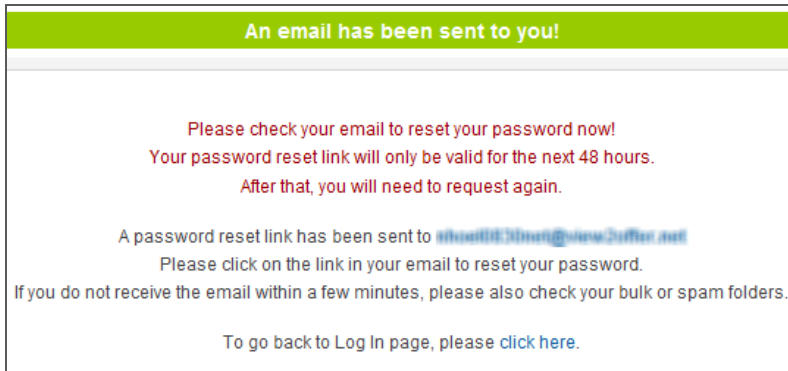 An email has been sent to you!
Please check your email to reset your password now!
Your password reset link will only be valid for the next 48 hours.
After that, you will need to request again.
A password reset link has been sent to
Please click on the link in your email to reset your password.
If you do not receive the email within a few minutes, please also check your bulk or spam folders.
To go back to Log In page, please click here.